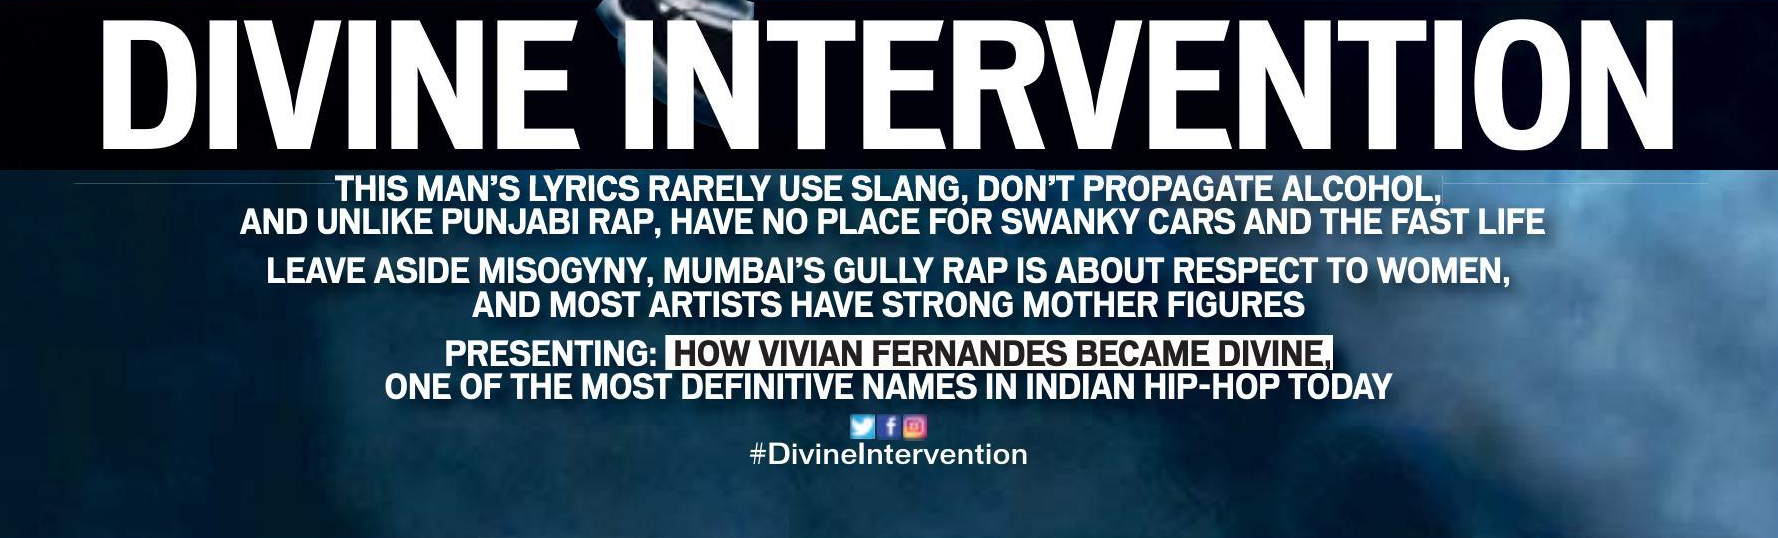 DIVINE INTERVENTION
THIS MAN'S LYRICS RARELY USE SLANG, DON'T PROPAGATE ALCOHOL,
AND UNLIKE PUNJABI RAP, HAVE NO PLACE FOR SWANKY CARS AND THE FAST LIFE
LEAVE ASIDE MISOGYNY, MUMBAI'S GULLY RAP IS ABOUT RESPECT TO WOMEN,
AND MOST ARTISTS HAVE STRONG MOTHER FIGURES
PRESENTING: HOW VIVIAN FERNANDES BECAME DIVINE,
ONE OF THE MOST DEFINITIVE NAMES IN INDIAN HIP-HOP TODAY
#DivineIntervention